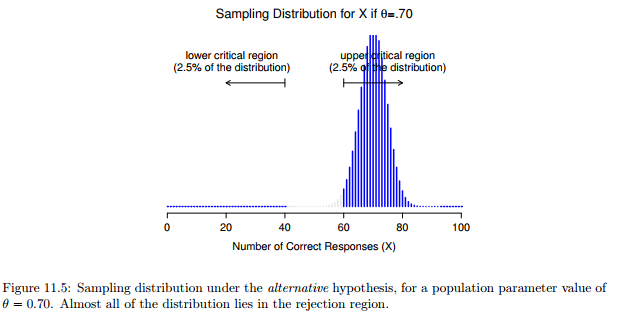 Sampling Distribution for X if θ=.70
lower critical region
(2.5% of the distribution)
upper critical region
(2.5% of the distribution)
0 20 40 60 80 100
Number of Correct Responses (X)
Figure 11.5: Sampling distribution under the alternative hypothesis, for a population parameter value of
θ = 0.70. Almost all of the distribution lies in the rejection region.